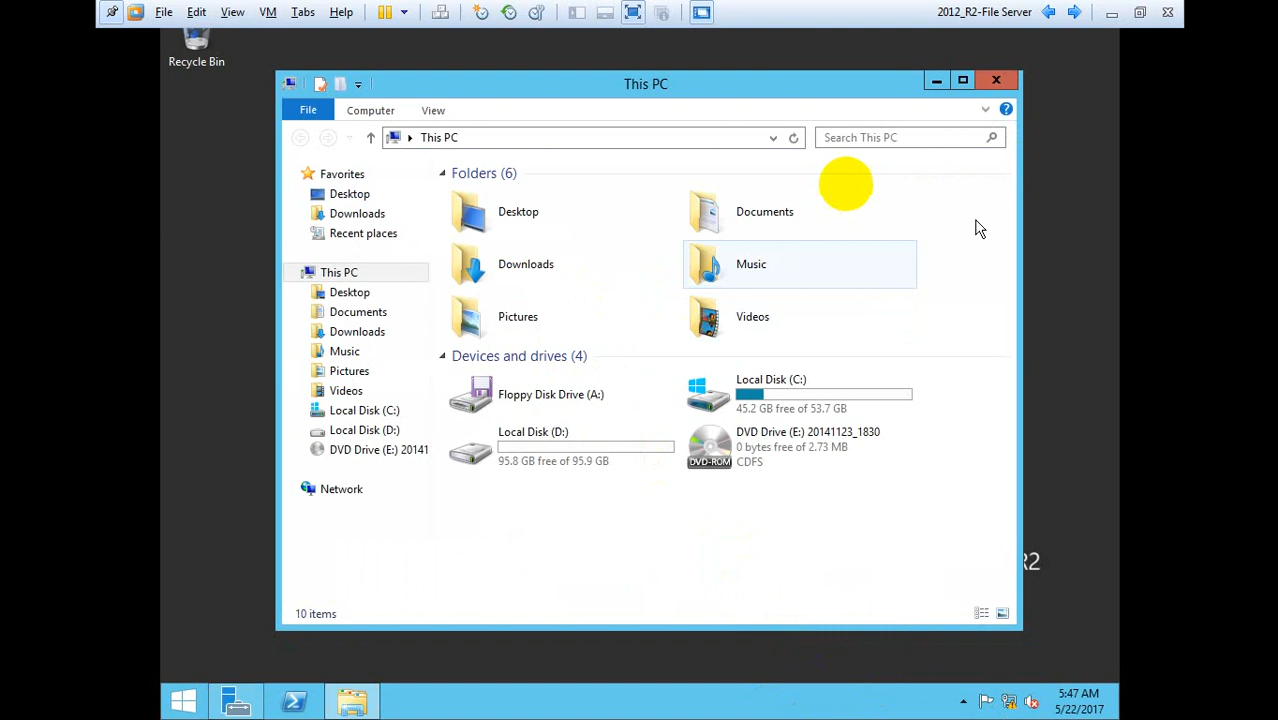 File Edit View VM Tabs Help 2012_R2-File Server
Recycle Bin
This PC
File Computer View
This PC Search This PC
Favorites
Desktop
Downloads
Recent places
This PC
Desktop
Documents
Downloads
Music
Pictures
Videos
Local Disk (C:)
Local Disk (D:)
DVD Drive (E:) 20141
Network
Folders (6)
Desktop
Documents
Downloads
Music
Pictures
Videos
Devices and drives (4)
Floppy Disk Drive (A:)
Local Disk (C:)
45.2 GB free of 53.7 GB
Local Disk (D:)
95.8 GB free of 95.9 GB
DVD Drive (E:) 20141123_1830
0 bytes free of 2.73 MB
CDFS
DVD-ROM
R2
10 items
5:47 AM
5/22/2017